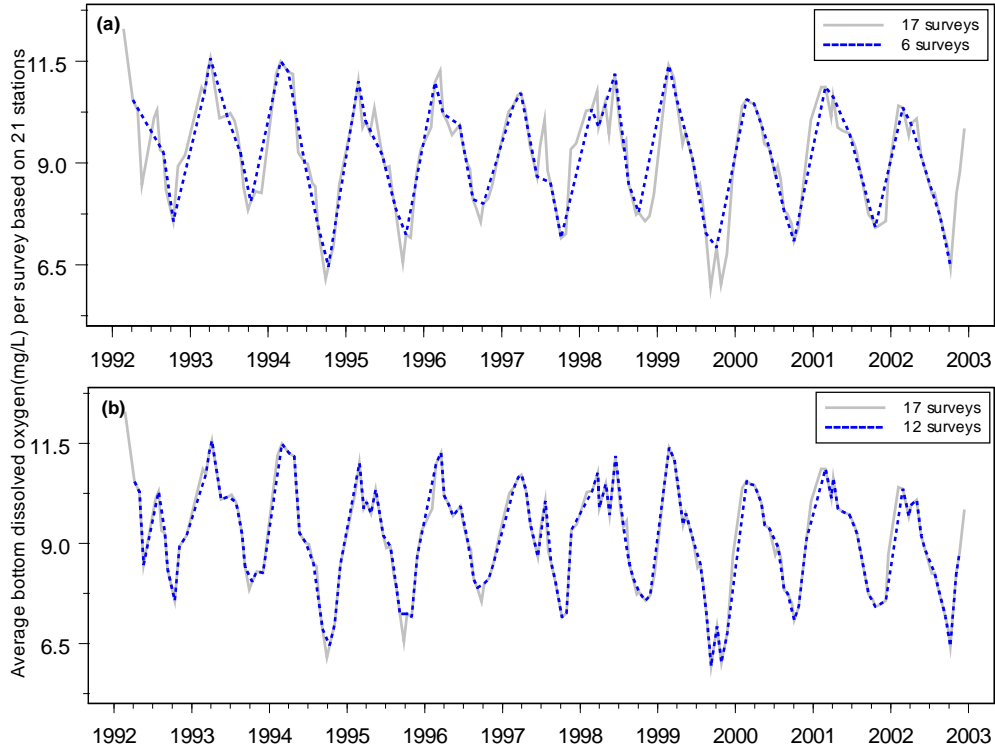 Average bottom dissolved oxygen(mg/L) per survey based on 21 stations
(a)
17 surveys
6 surveys
11.5
9.0
6.5
1992 1993 1994 1995 1996 1997 1998 1999 2000 2001 2002 2003
(b)
17 surveys
12 surveys
11.5
9.0
6.5
1992 1993 1994 1995 1996 1997 1998 1999 2000 2001 2002 2003